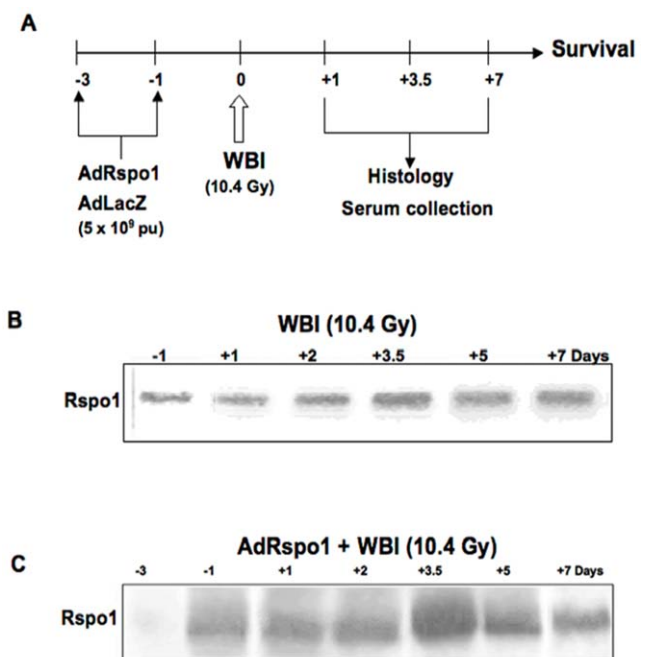 A
Survival
-3 -1 0 +1 +3.5 +7
AdRspo1
AdLacZ
(5 x 10⁹ pu)
WBI
(10.4 Gy)
Histology
Serum collection
B
WBI (10.4 Gy)
-1 +1 +2 +3.5 +5 +7 Days
Rspo1
C
AdRspo1 + WBI (10.4 Gy)
-3 -1 +1 +2 +3.5 +5 +7 Days
Rspo1